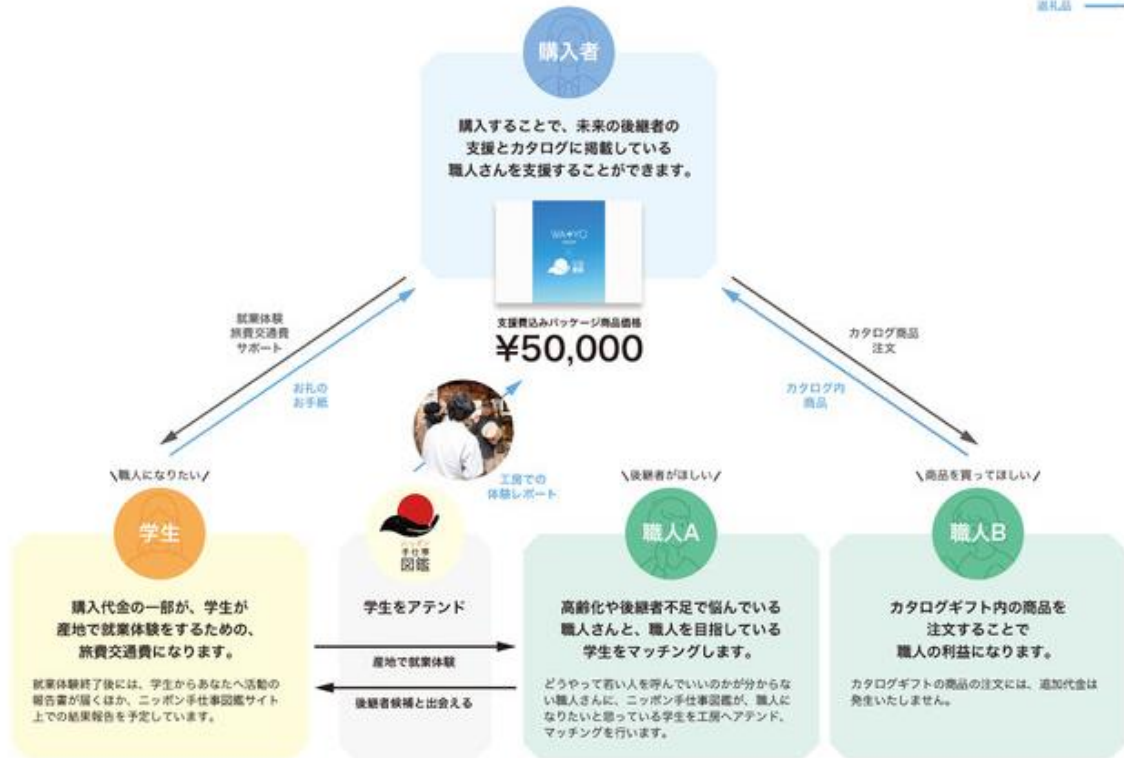 返礼品
購入者
購入することで、未来の後継者の
支援とカタログに掲載している
職人さんを支援することができます。
WA+YO
支援費込みパッケージ商品価格
¥50,000
就業体験
旅費交通費
サポート
お礼の
お手紙
カタログ商品
注文
カタログ内
商品
工房での
体験レポート
\職人になりたい/
学生
購入代金の一部が、学生が
産地で就業体験をするための、
旅費交通費になります。
就業体験終了後には、学生からあなたへ活動の
報告書が届くほか、ニッポン手仕事図鑑サイト
上での結果報告を予定しています。
ニッポン
手仕事
図鑑
学生をアテンド
産地で就業体験
後継者候補と出会える
\後継者がほしい/
職人A
高齢化や後継者不足で悩んでいる
職人さんと、職人を目指している
学生をマッチングします。
どうやって若い人を呼んでいいのかが分からな
い職人さんに、ニッポン手仕事図鑑が、職人に
なりたいと思っている学生を工房へアテンド、
マッチングを行います。
\商品を買ってほしい/
職人B
カタログギフト内の商品を
注文することで
職人の利益になります。
カタログギフトの商品の注文には、追加代金は
発生いたしません。